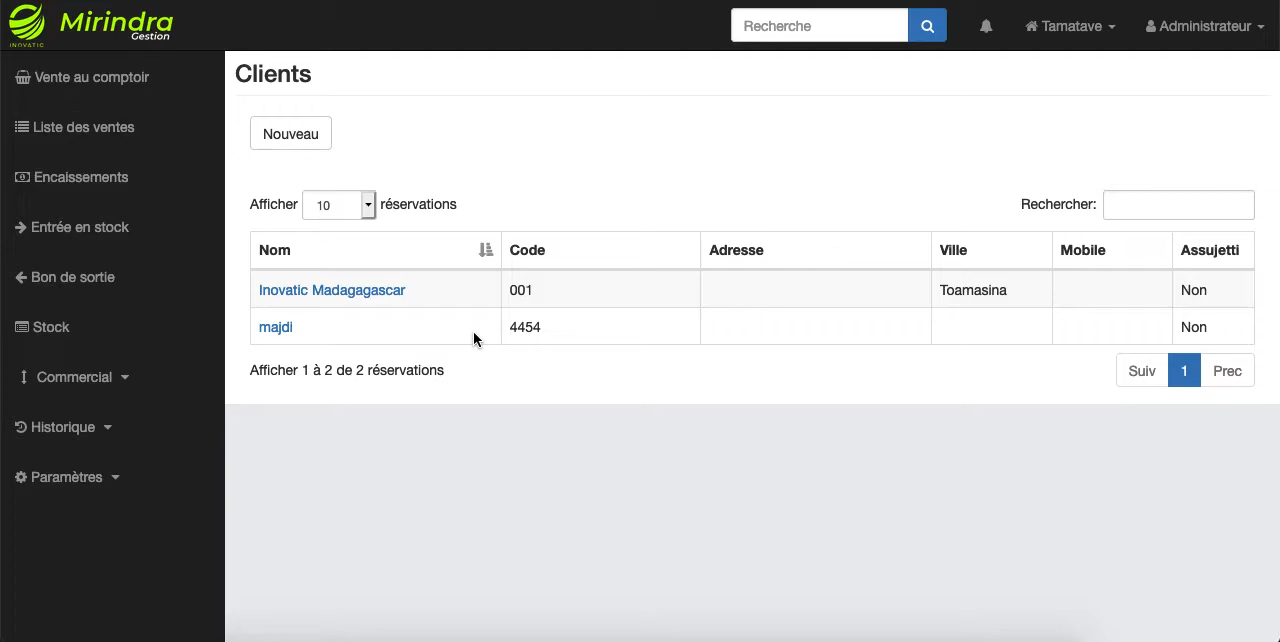 INOVATIC
Mirindra
Gestion
Recherche
Tamatave
Administrateur
Vente au comptoir
Liste des ventes
Encaissements
Entrée en stock
Bon de sortie
Stock
Commercial
Historique
Paramètres
Clients
Nouveau
Afficher 10 réservations
Rechercher:
Nom Code Adresse Ville Mobile Assujetti
Inovatic Madagagascar 001 Toamasina Non
majdi 4454 Non
Afficher 1 à 2 de 2 réservations
Suiv 1 Prec